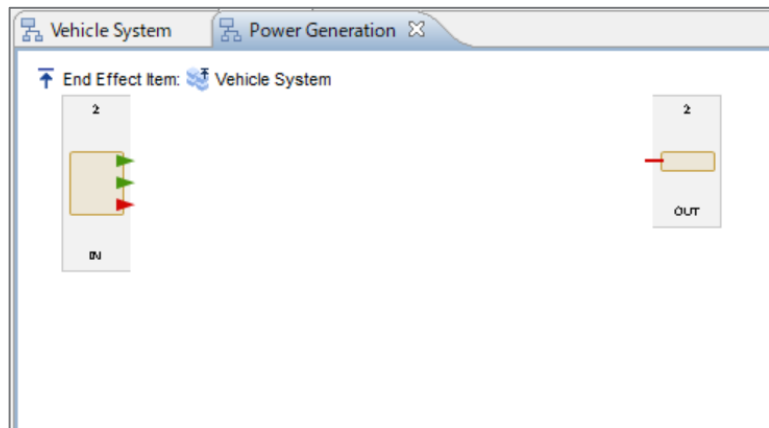 Vehicle System
Power Generation
End Effect Item: Vehicle System
2
2
OUT
IN